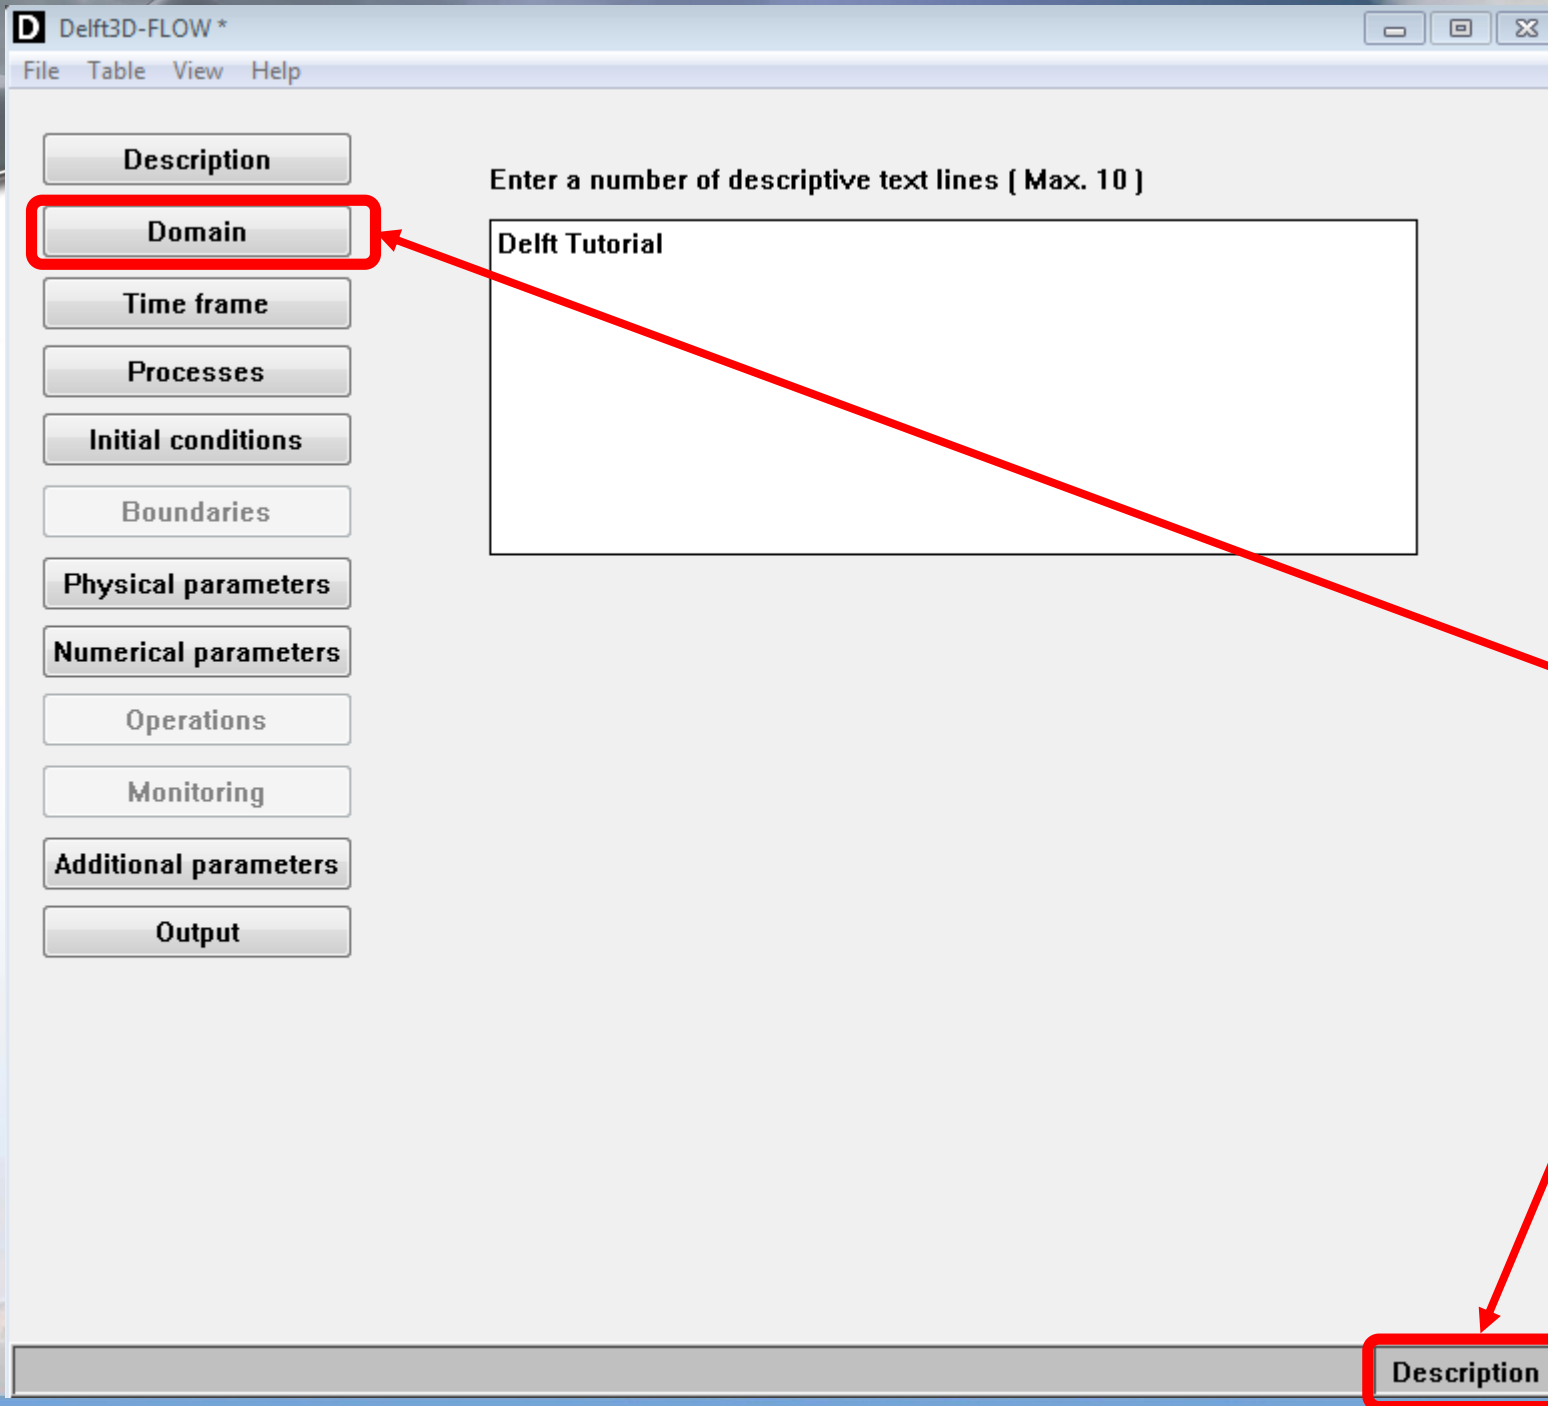 D Delft3D-FLOW *
File Table View Help
Description
Enter a number of descriptive text lines ( Max. 10 )
Domain
Delft Tutorial
Time frame
Processes
Initial conditions
Boundaries
Physical parameters
Numerical parameters
Operations
Monitoring
Additional parameters
Output
Description